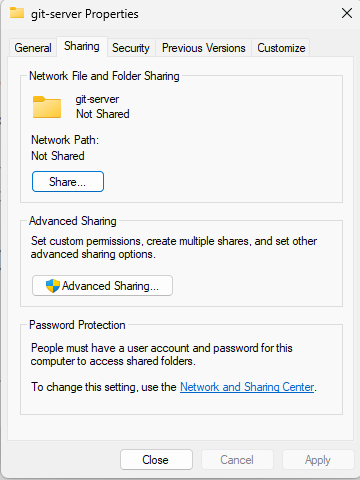 git-server Properties
General
Sharing
Security
Previous Versions
Customize
Network File and Folder Sharing
git-server
Not Shared
Network Path:
Not Shared
Share...
Advanced Sharing
Set custom permissions, create multiple shares, and set other
advanced sharing options.
Advanced Sharing...
Password Protection
People must have a user account and password for this
computer to access shared folders.
To change this setting, use the Network and Sharing Center.
Close
Cancel
Apply